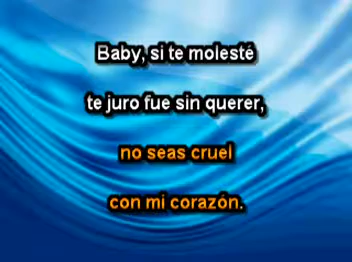 Baby, si te molesté
te juro fue sin querer,
no seas cruel
con mi corazón.